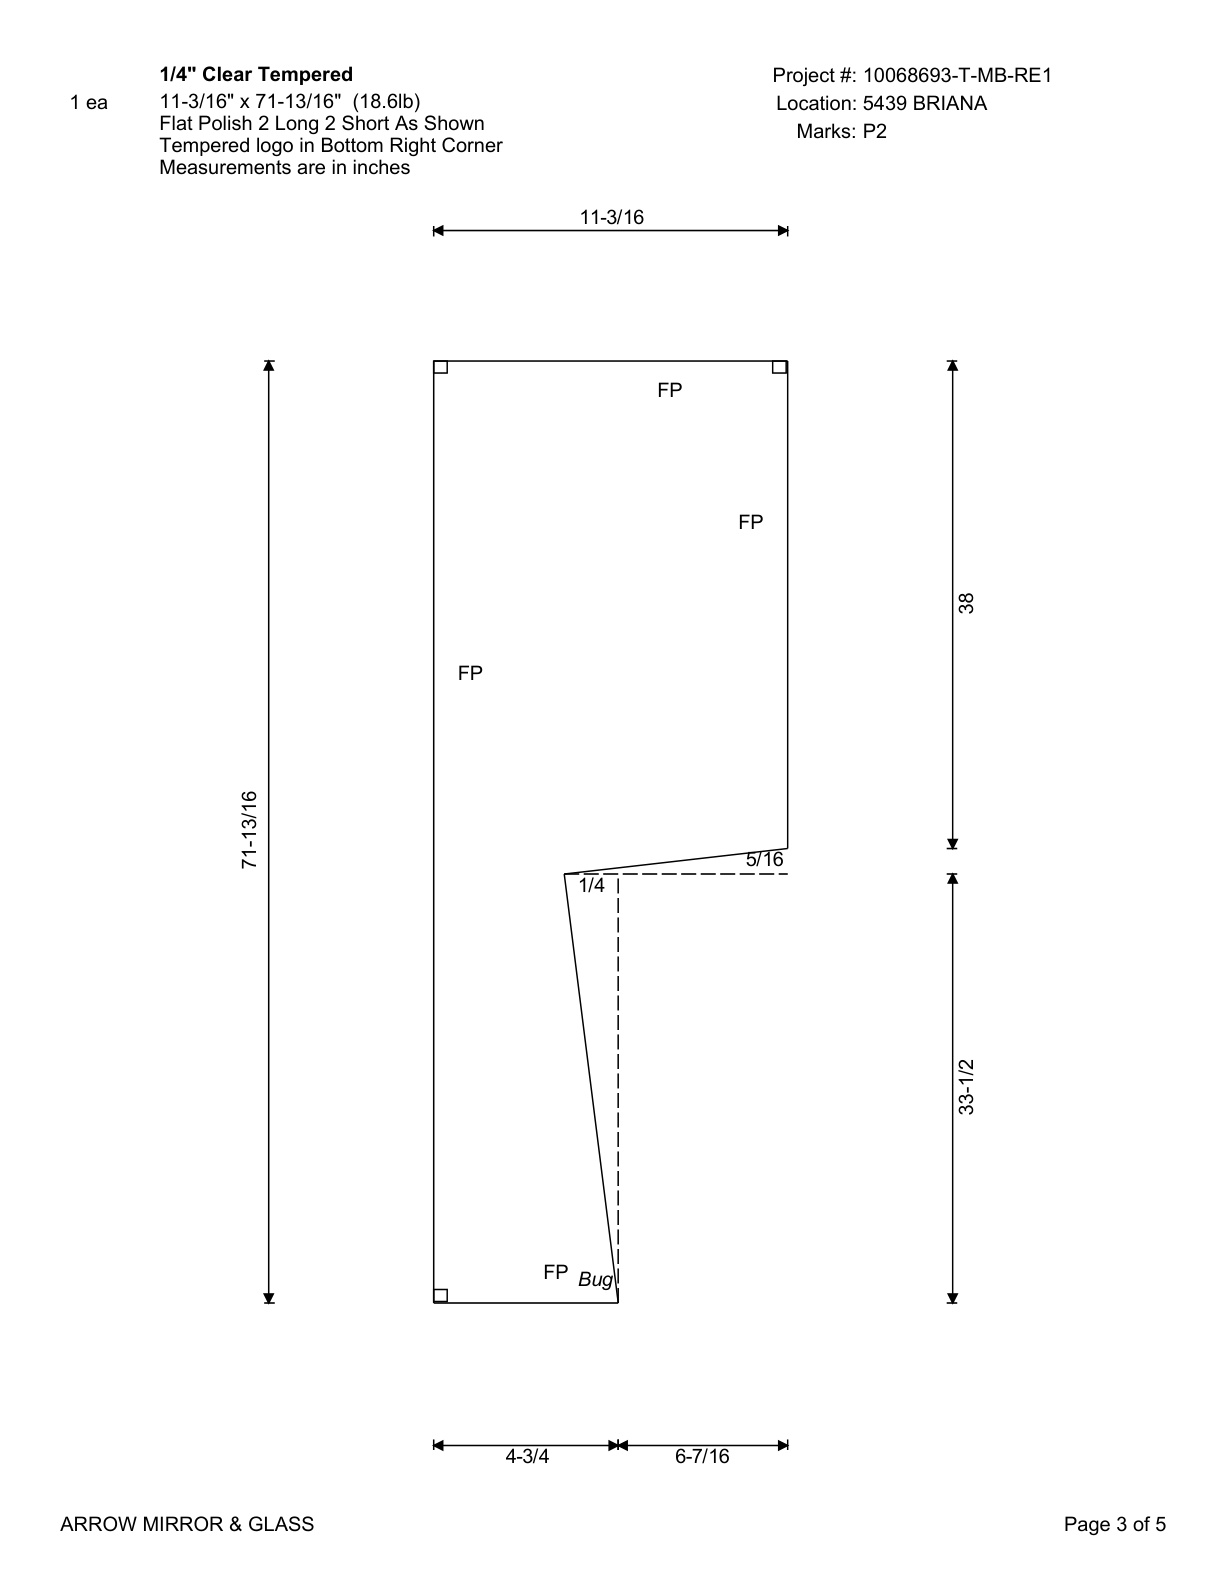 1/4" Clear Tempered
1 ea
11-3/16" x 71-13/16" (18.6lb)
Flat Polish 2 Long 2 Short As Shown
Tempered logo in Bottom Right Corner
Measurements are in inches
Project #: 10068693-T-MB-RE1
Location: 5439 BRIANA
Marks: P2
11-3/16
FP
FP
38
FP
71-13/16
5/16
1/4
33-1/2
FP
Bug
4-3/4
6-7/16
ARROW MIRROR & GLASS
Page 3 of 5